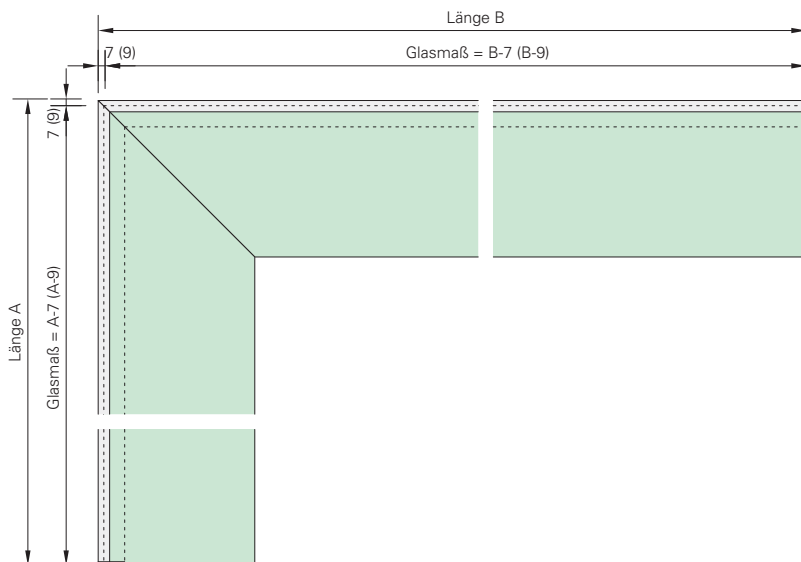 Länge B
7 (9)
Glasmaß = B-7 (B-9)
7 (9)
Glasmaß = A-7 (A-9)
Länge A